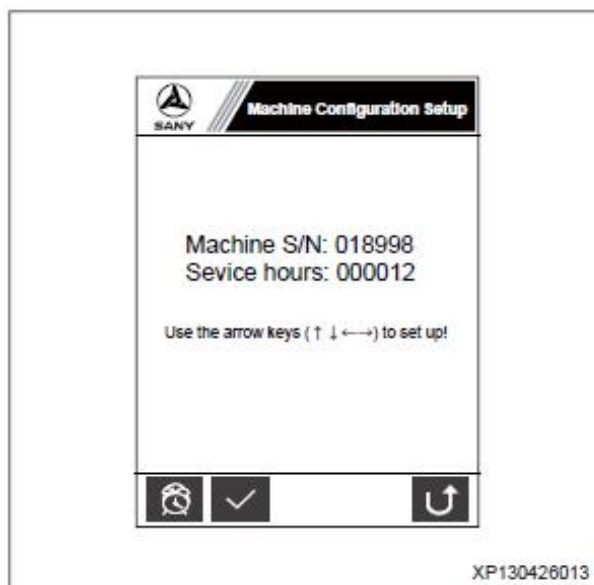 SANY
Machine Configuration Setup
Machine S/N: 018998
Sevice hours: 000012
Use the arrow keys (↑ ↓ ←→) to set up!
XP130426013